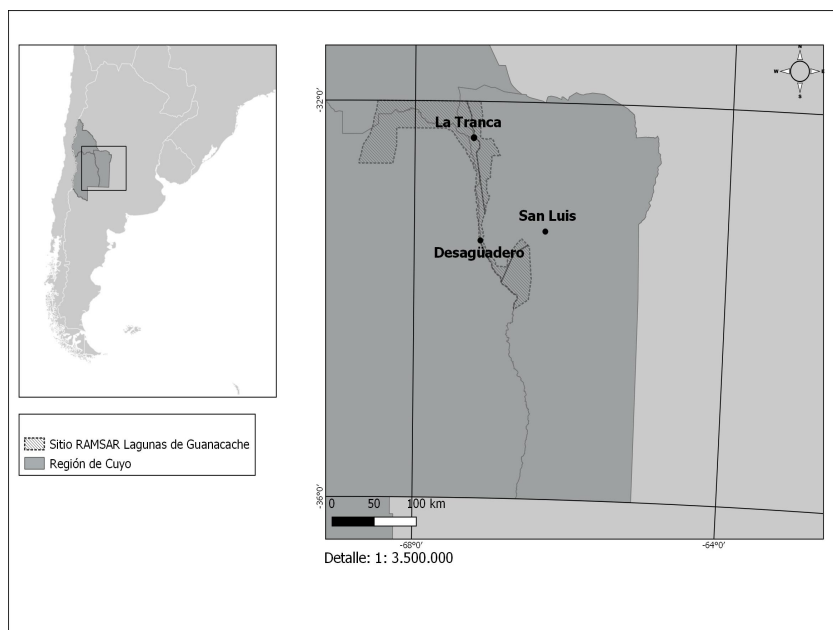 N
W E
S
-32°0'
La Tranca
San Luis
Desaguadero
-36°0'
0 50 100 km
-68°0' -64°0'
Detalle: 1: 3.500.000
Sitio RAMSAR Lagunas de Guanacache
Región de Cuyo